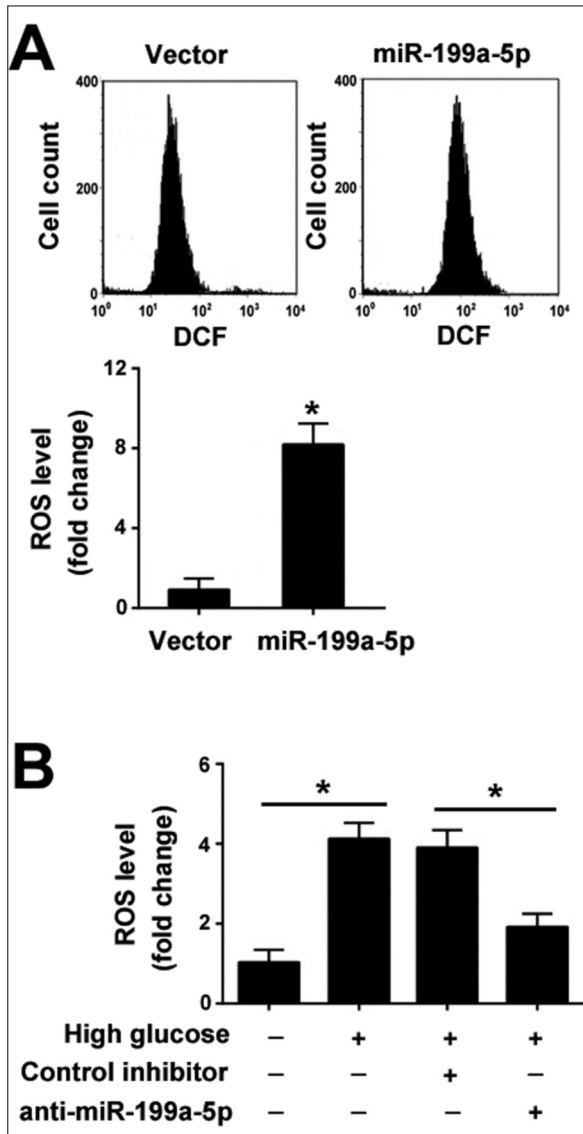 A
Vector
miR-199a-5p
Cell count
400
200
0
10⁰ 10¹ 10² 10³ 10⁴
DCF
Cell count
400
200
0
10⁰ 10¹ 10² 10³ 10⁴
DCF
ROS level
(fold change)
12
8
4
0
*
Vector miR-199a-5p
B
ROS level
(fold change)
6
4
2
0
* *
High glucose – + + +
Control inhibitor – – + –
anti-miR-199a-5p – – – +